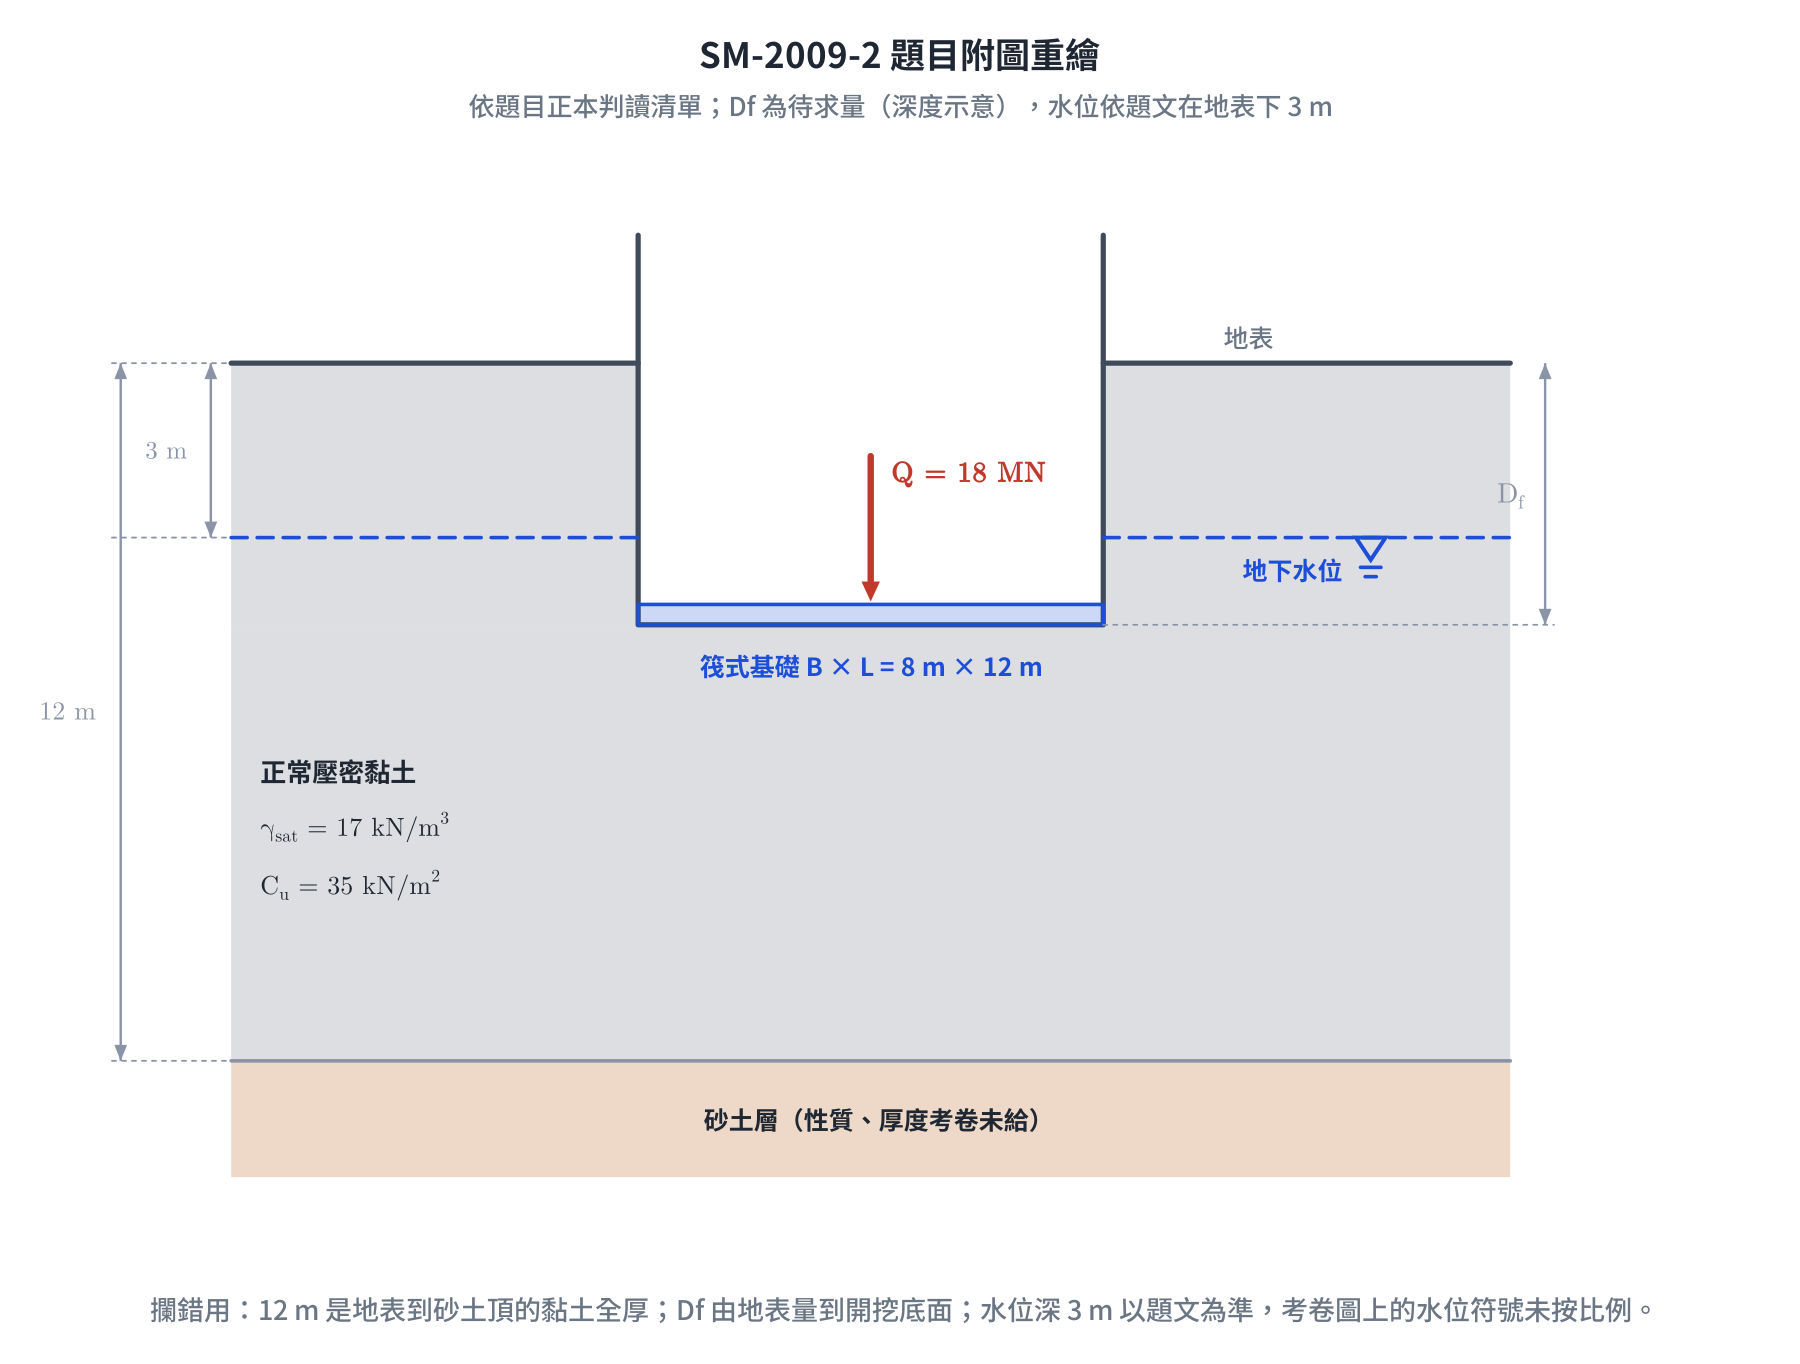 SM-2009-2 題目附圖重繪
依題目正本判讀清單；Df 為待求量（深度示意），水位依題文在地表下 3 m
地表
3 m
Q = 18 MN
D_f
地下水位
筏式基礎 B × L = 8 m × 12 m
12 m
正常壓密黏土
γ_sat = 17 kN/m³
C_u = 35 kN/m²
砂土層（性質、厚度考卷未給）
攔錯用：12 m 是地表到砂土頂的黏土全厚；Df 由地表量到開挖底面；水位深 3 m 以題文為準，考卷圖上的水位符號未按比例。